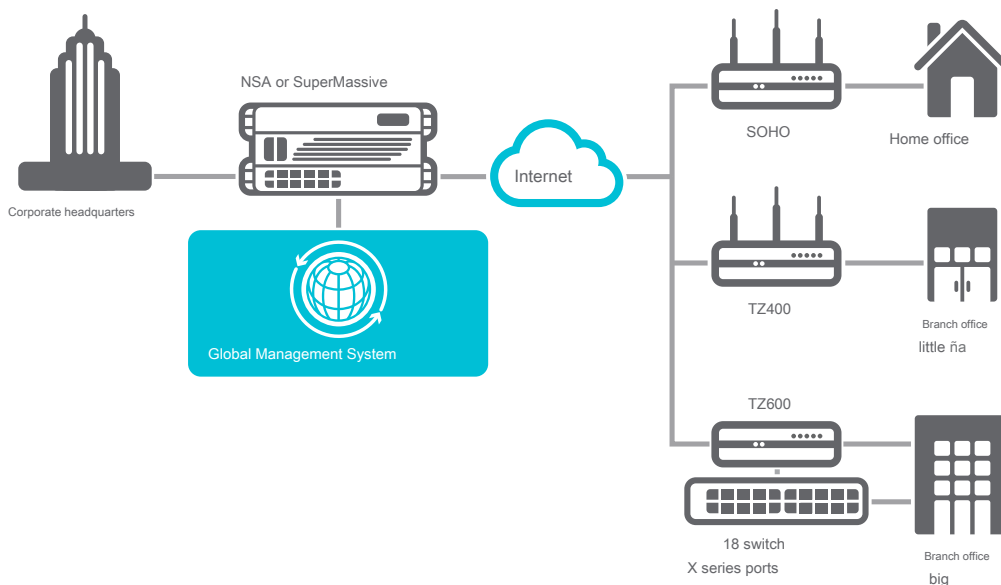 NSA or SuperMassive
Corporate headquarters
Global Management System
Internet
SOHO
Home office
TZ400
Branch office
little ña
TZ600
18 switch
X series ports
Branch office
big